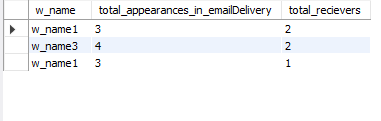 w_name total_appearances_in_emailDelivery total_recievers
w_name1 3 2
w_name3 4 2
w_name1 3 1